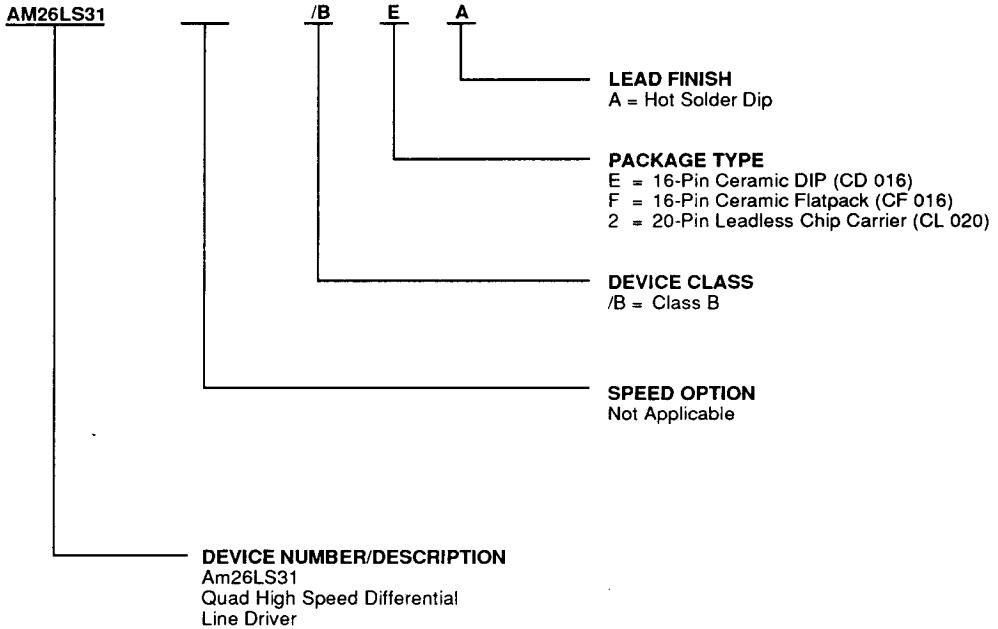 AM26LS31 /B E A
LEAD FINISH
A = Hot Solder Dip
PACKAGE TYPE
E = 16-Pin Ceramic DIP (CD 016)
F = 16-Pin Ceramic Flatpack (CF 016)
2 = 20-Pin Leadless Chip Carrier (CL 020)
DEVICE CLASS
/B = Class B
SPEED OPTION
Not Applicable
DEVICE NUMBER/DESCRIPTION
Am26LS31
Quad High Speed Differential
Line Driver